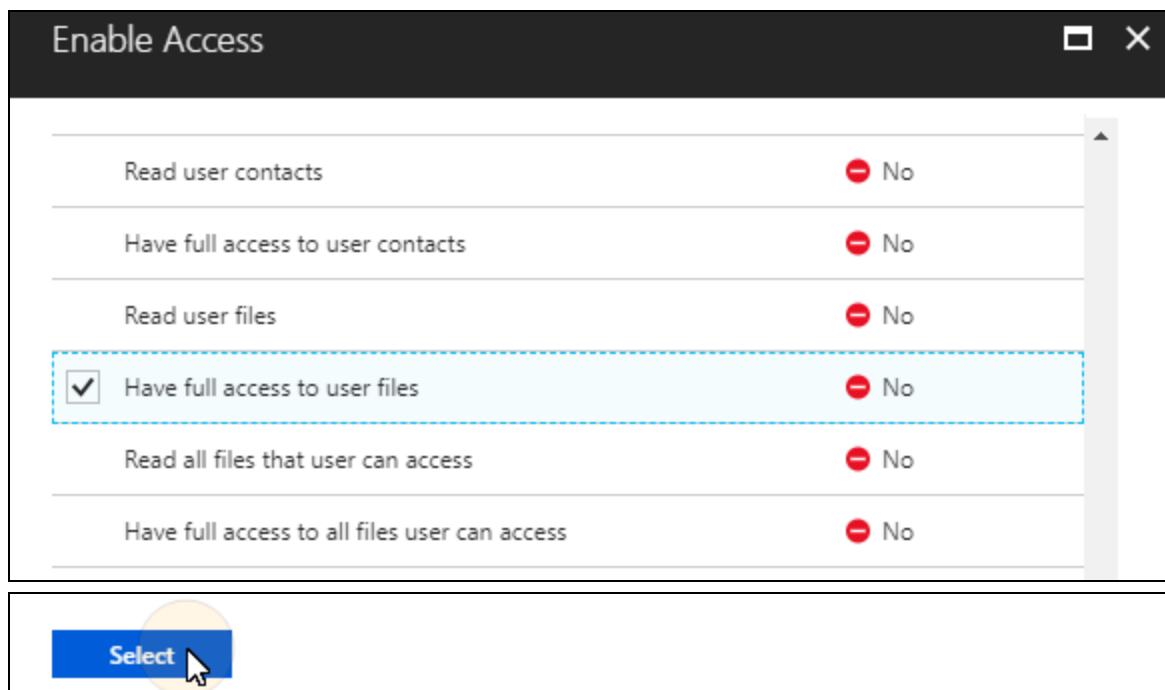 Enable Access
Read user contacts No
Have full access to user contacts No
Read user files No
Have full access to user files No
Read all files that user can access No
Have full access to all files user can access No
Select